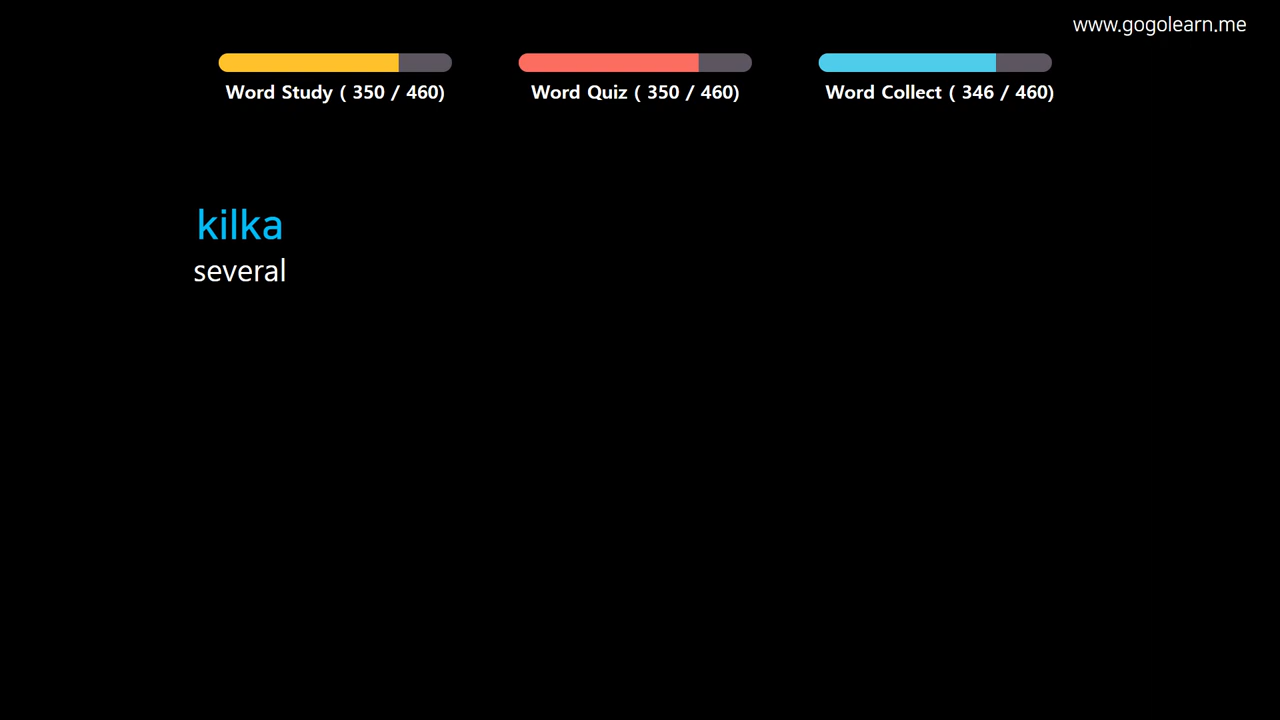 www.gogolearn.me
Word Study ( 350 / 460)
Word Quiz ( 350 / 460)
Word Collect ( 346 / 460)
kilka
several